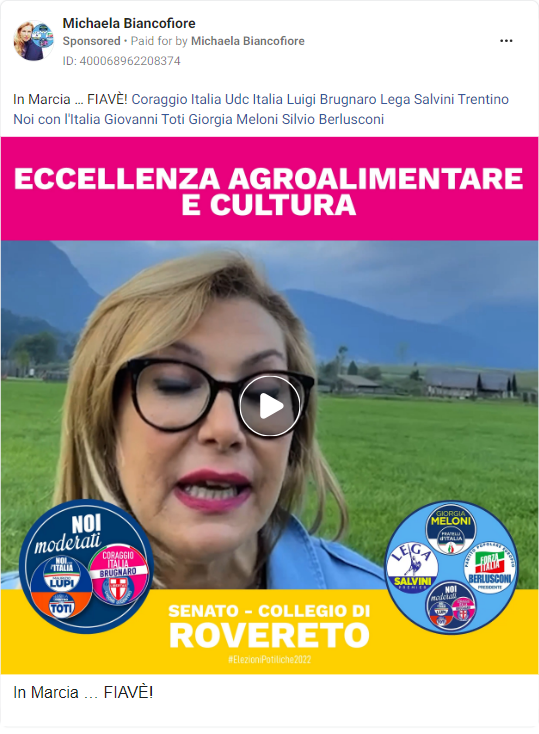 Michaela Biancofiore
Sponsored • Paid for by Michaela Biancofiore
ID: 400068962208374
In Marcia ... FIAVÈ! Coraggio Italia Udc Italia Luigi Brugnaro Lega Salvini Trentino
Noi con l'Italia Giovanni Toti Giorgia Meloni Silvio Berlusconi
ECCELLENZA AGROALIMENTARE
E CULTURA
NOI
moderati
NOI
L'ITALIA
LUPI
TOTI
CORAGGIO
ITALIA
BRUGNARO
GIORGIA
MELONI
FRATELLI
d'ITALIA
LEGA
SALVINI
PREMIER
FORZA
ITALIA
BERLUSCONI
PRESIDENTE
NOI
moderati
SENATO - COLLEGIO DI
ROVERETO
#ElezioniPolitiche2022
In Marcia ... FIAVÈ!